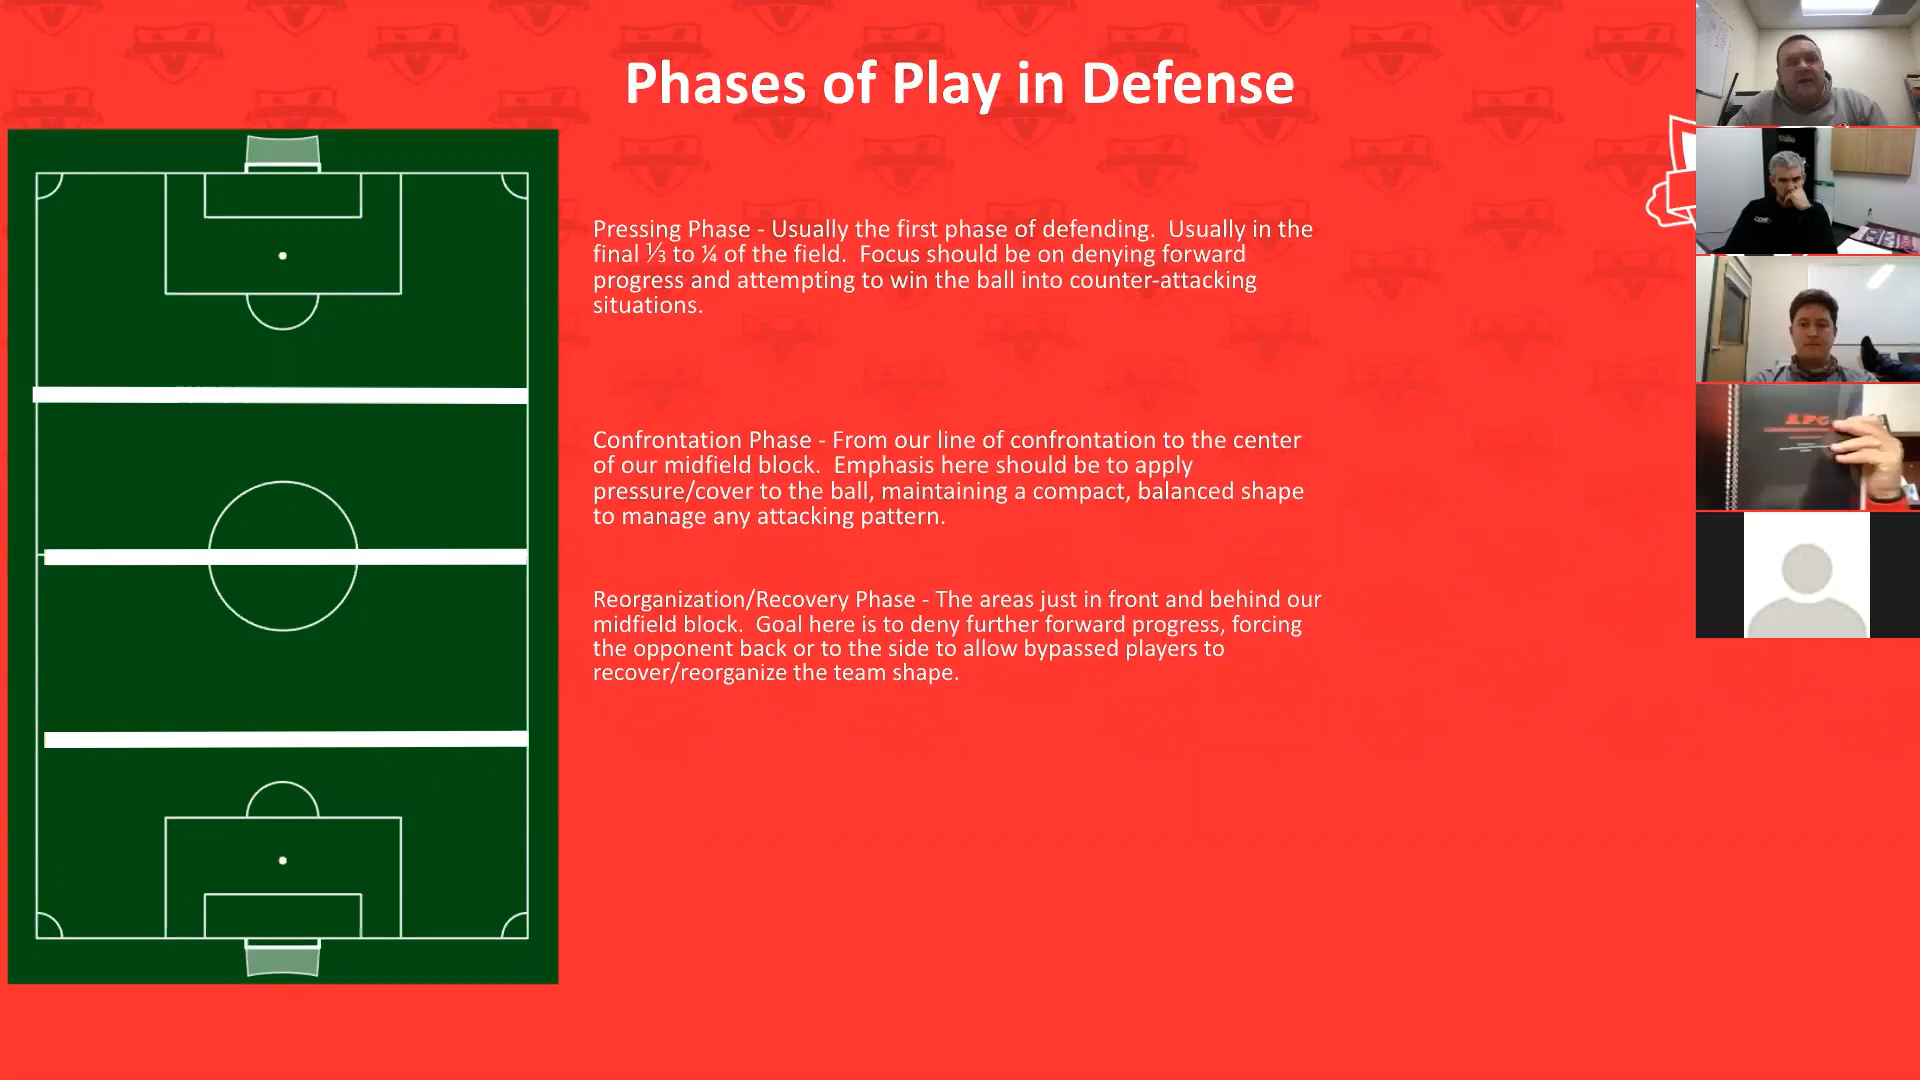 Phases of Play in Defense
Pressing Phase - Usually the first phase of defending.  Usually in the
final ⅓ to ¼ of the field.  Focus should be on denying forward
progress and attempting to win the ball into counter-attacking
situations.
Confrontation Phase - From our line of confrontation to the center
of our midfield block.  Emphasis here should be to apply
pressure/cover to the ball, maintaining a compact, balanced shape
to manage any attacking pattern.
Reorganization/Recovery Phase - The areas just in front and behind our
midfield block.  Goal here is to deny further forward progress, forcing
the opponent back or to the side to allow bypassed players to
recover/reorganize the team shape.